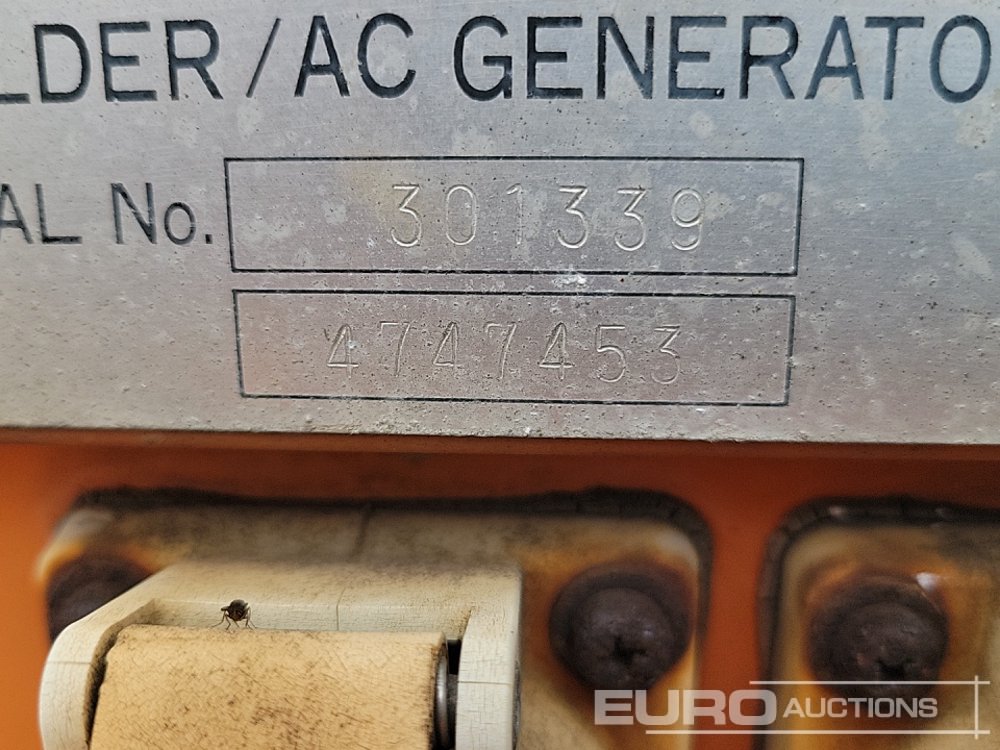 LDER/AC GENERATO
AL No. 301339
4747453
EURO AUCTIONS